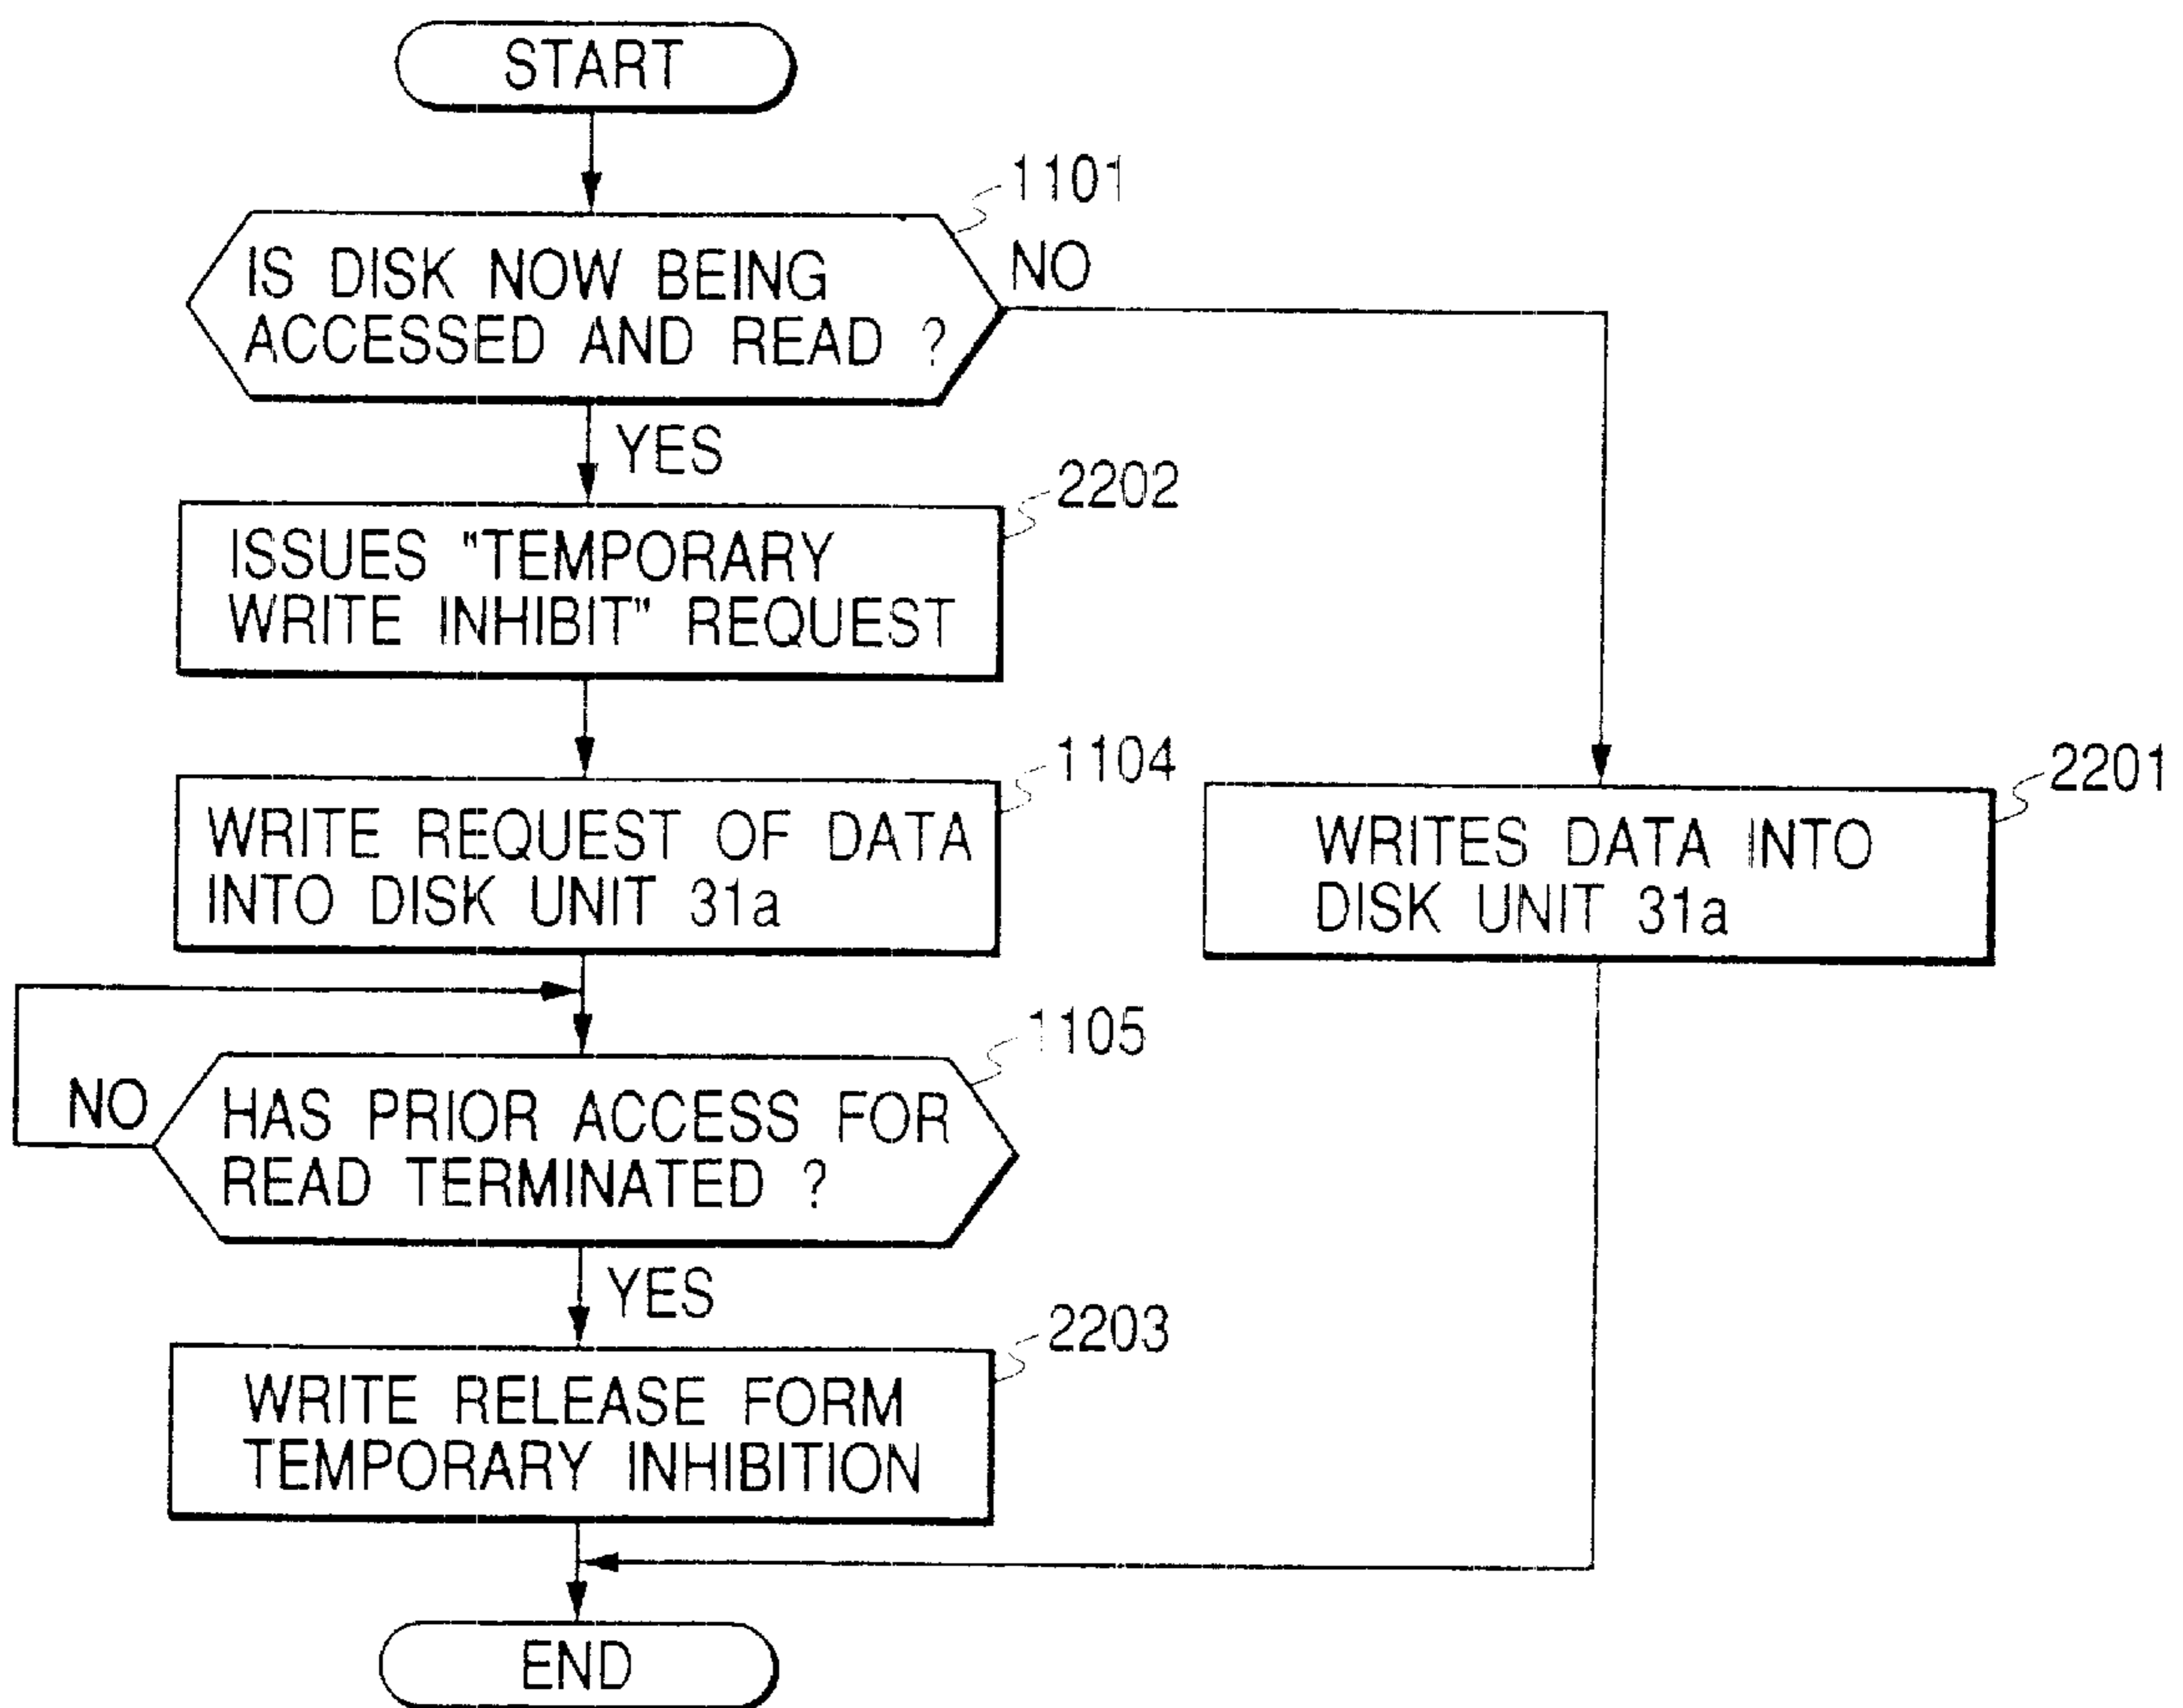 START
1101
IS DISK NOW BEING
ACCESSED AND READ ?
NO
YES
2202
ISSUES "TEMPORARY
WRITE INHIBIT" REQUEST
1104
WRITE REQUEST OF DATA
INTO DISK UNIT 31a
2201
WRITES DATA INTO
DISK UNIT 31a
1105
NO
HAS PRIOR ACCESS FOR
READ TERMINATED ?
YES
2203
WRITE RELEASE FORM
TEMPORARY INHIBITION
END